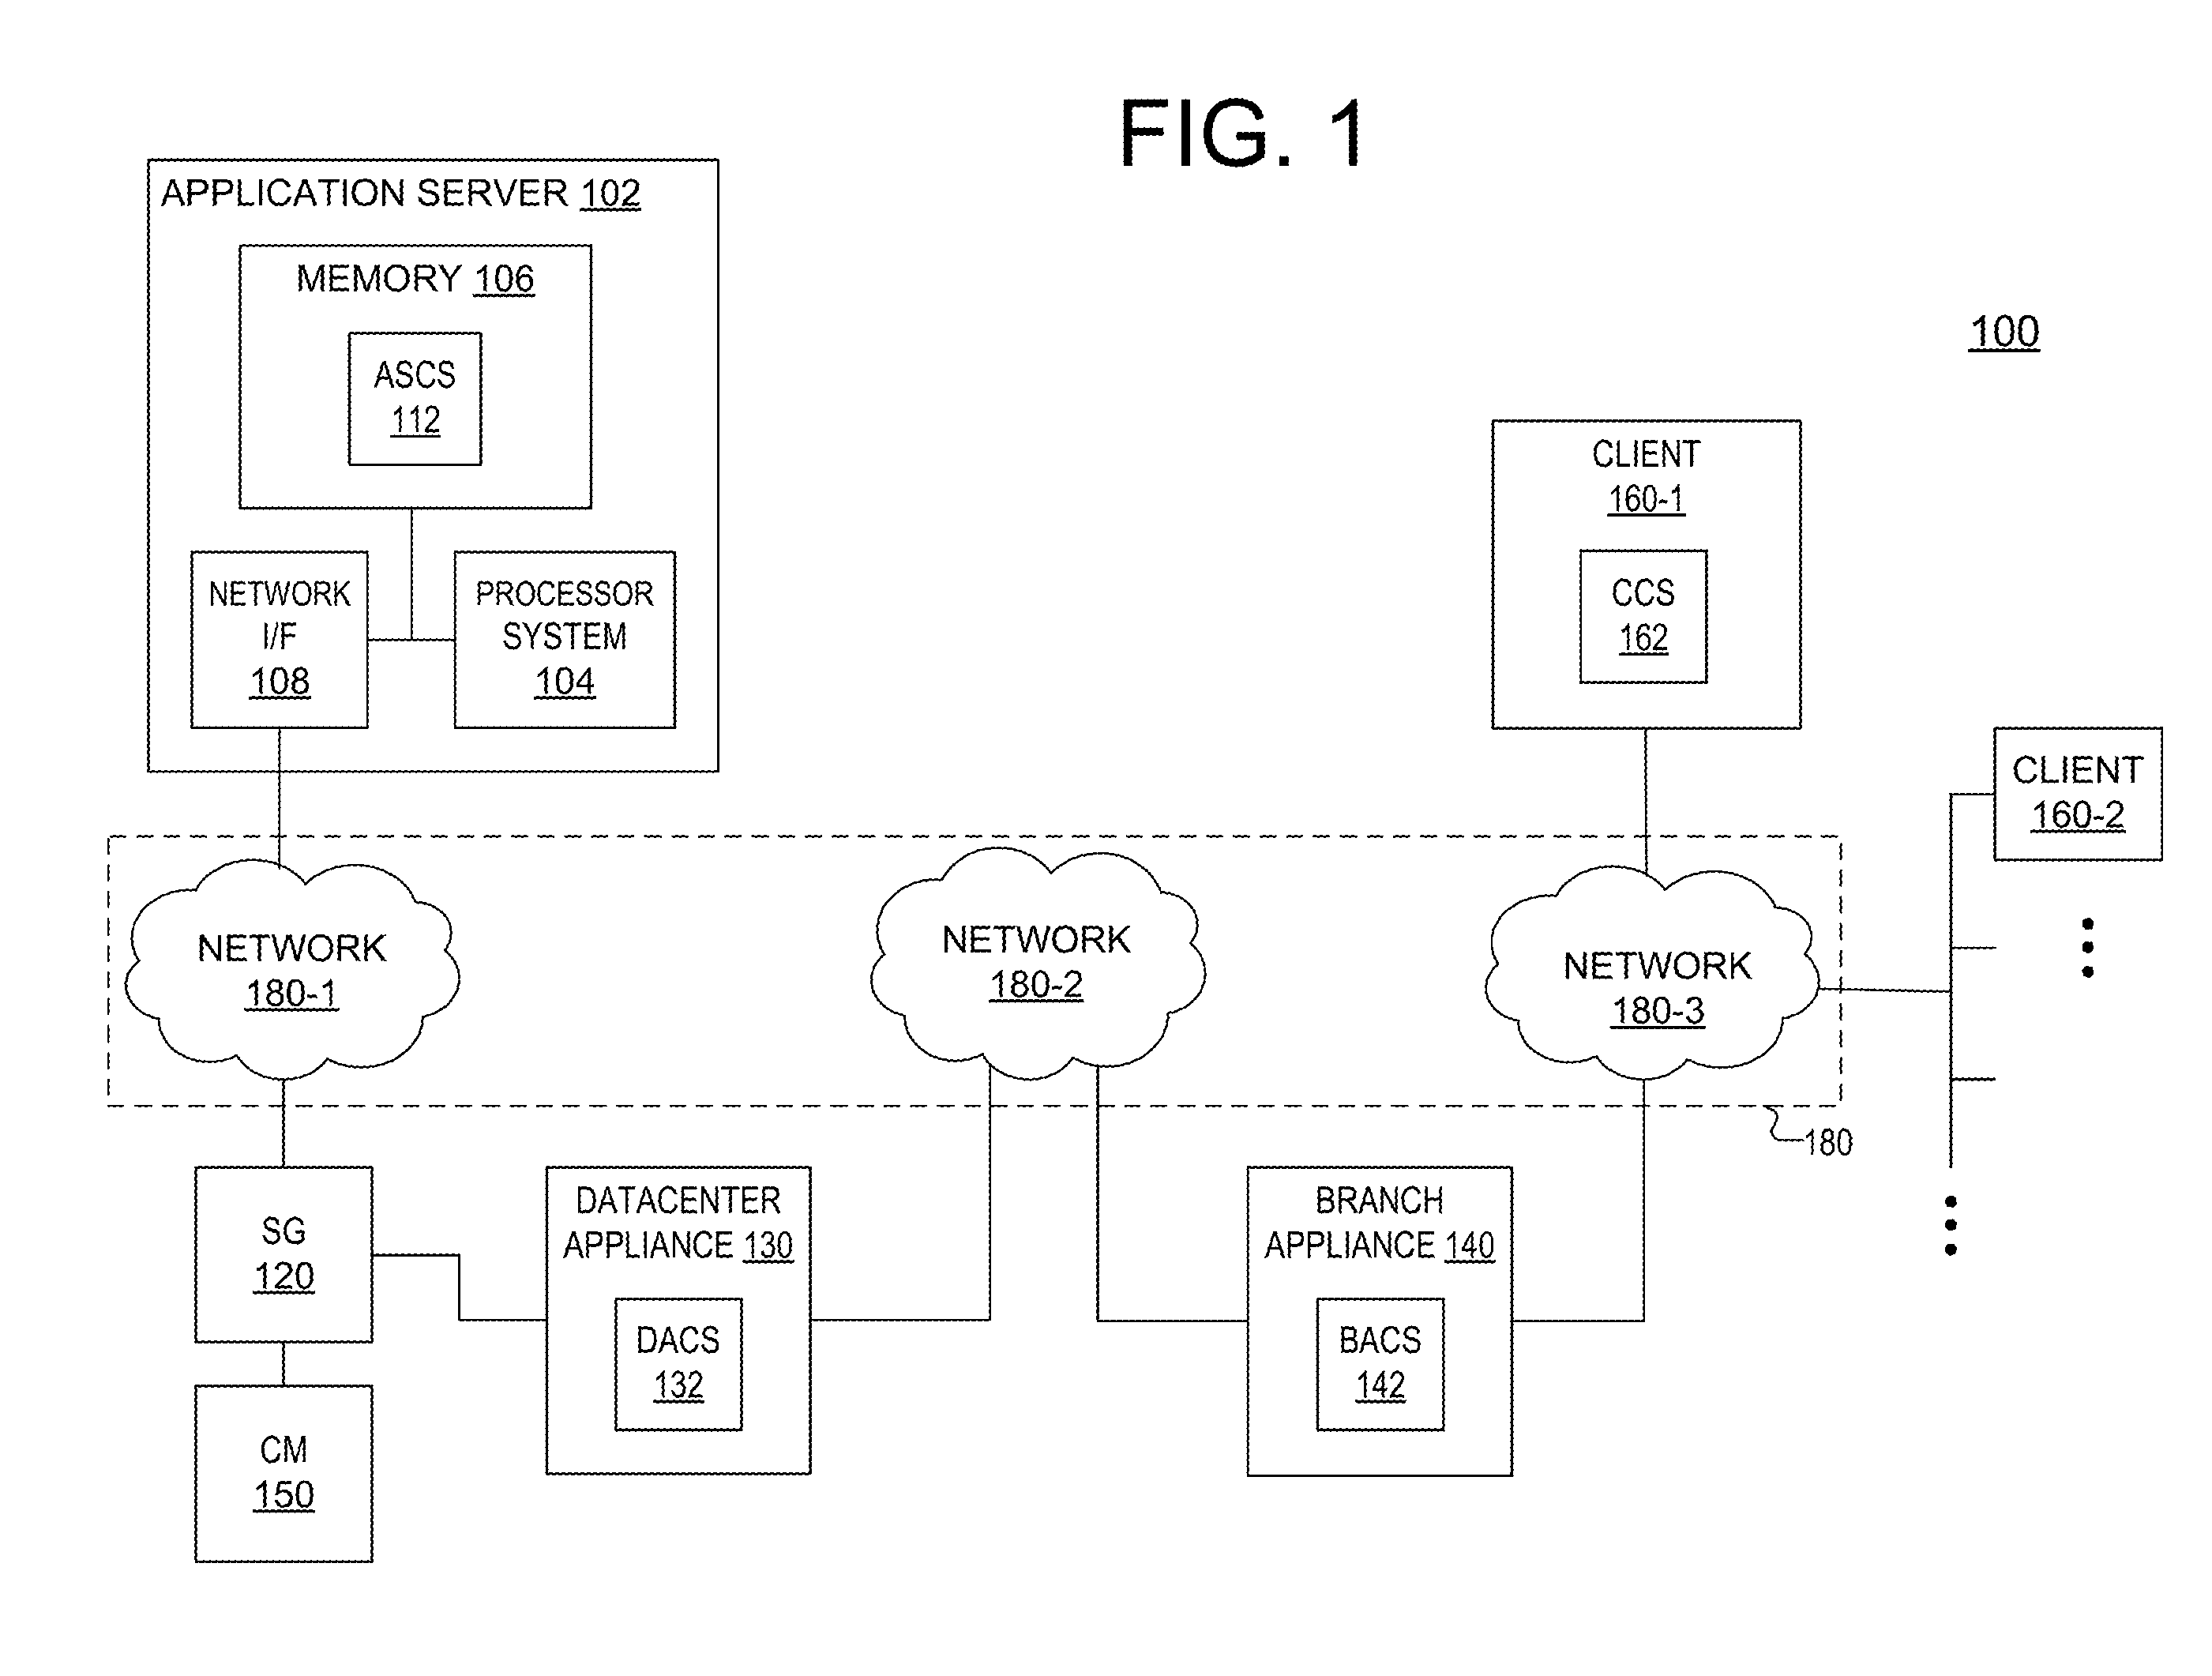 FIG. 1
APPLICATION SERVER 102
MEMORY 106
ASCS
112
NETWORK
I/F
108
PROCESSOR
SYSTEM
104
100
CLIENT
160-1
CCS
162
CLIENT
160-2
NETWORK
180-1
NETWORK
180-2
NETWORK
180-3
180
SG
120
DATACENTER
APPLIANCE 130
DACS
132
BRANCH
APPLIANCE 140
BACS
142
CM
150